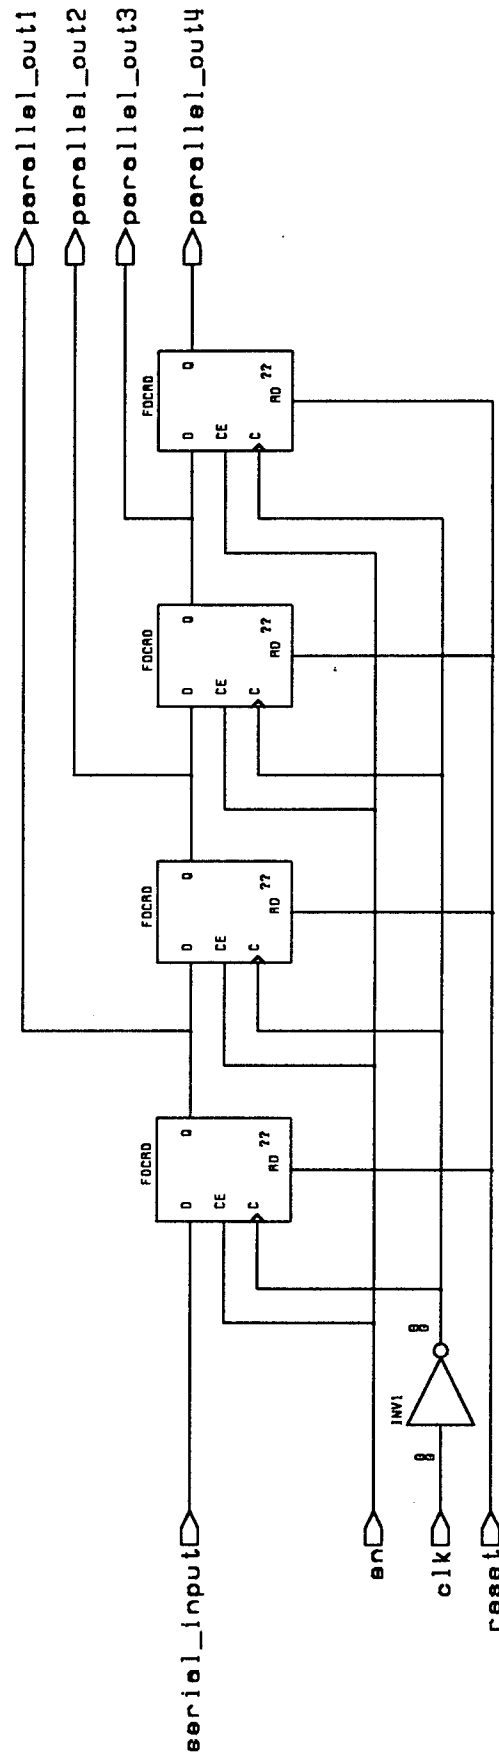 parallel_out1
parallel_out2
parallel_out3
parallel_out4
FDCRD
D
Q
CE
C
RD
??
FDCRD
D
Q
CE
C
RD
??
FDCRD
D
Q
CE
C
RD
??
FDCRD
D
Q
CE
C
RD
??
serial_input
en
INV1
clk
reset